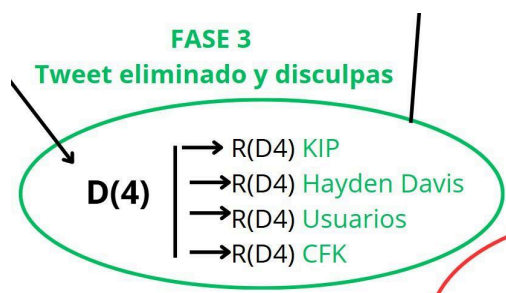 FASE 3
Tweet eliminado y disculpas
D(4)
R(D4) KIP
R(D4) Hayden Davis
R(D4) Usuarios
R(D4) CFK